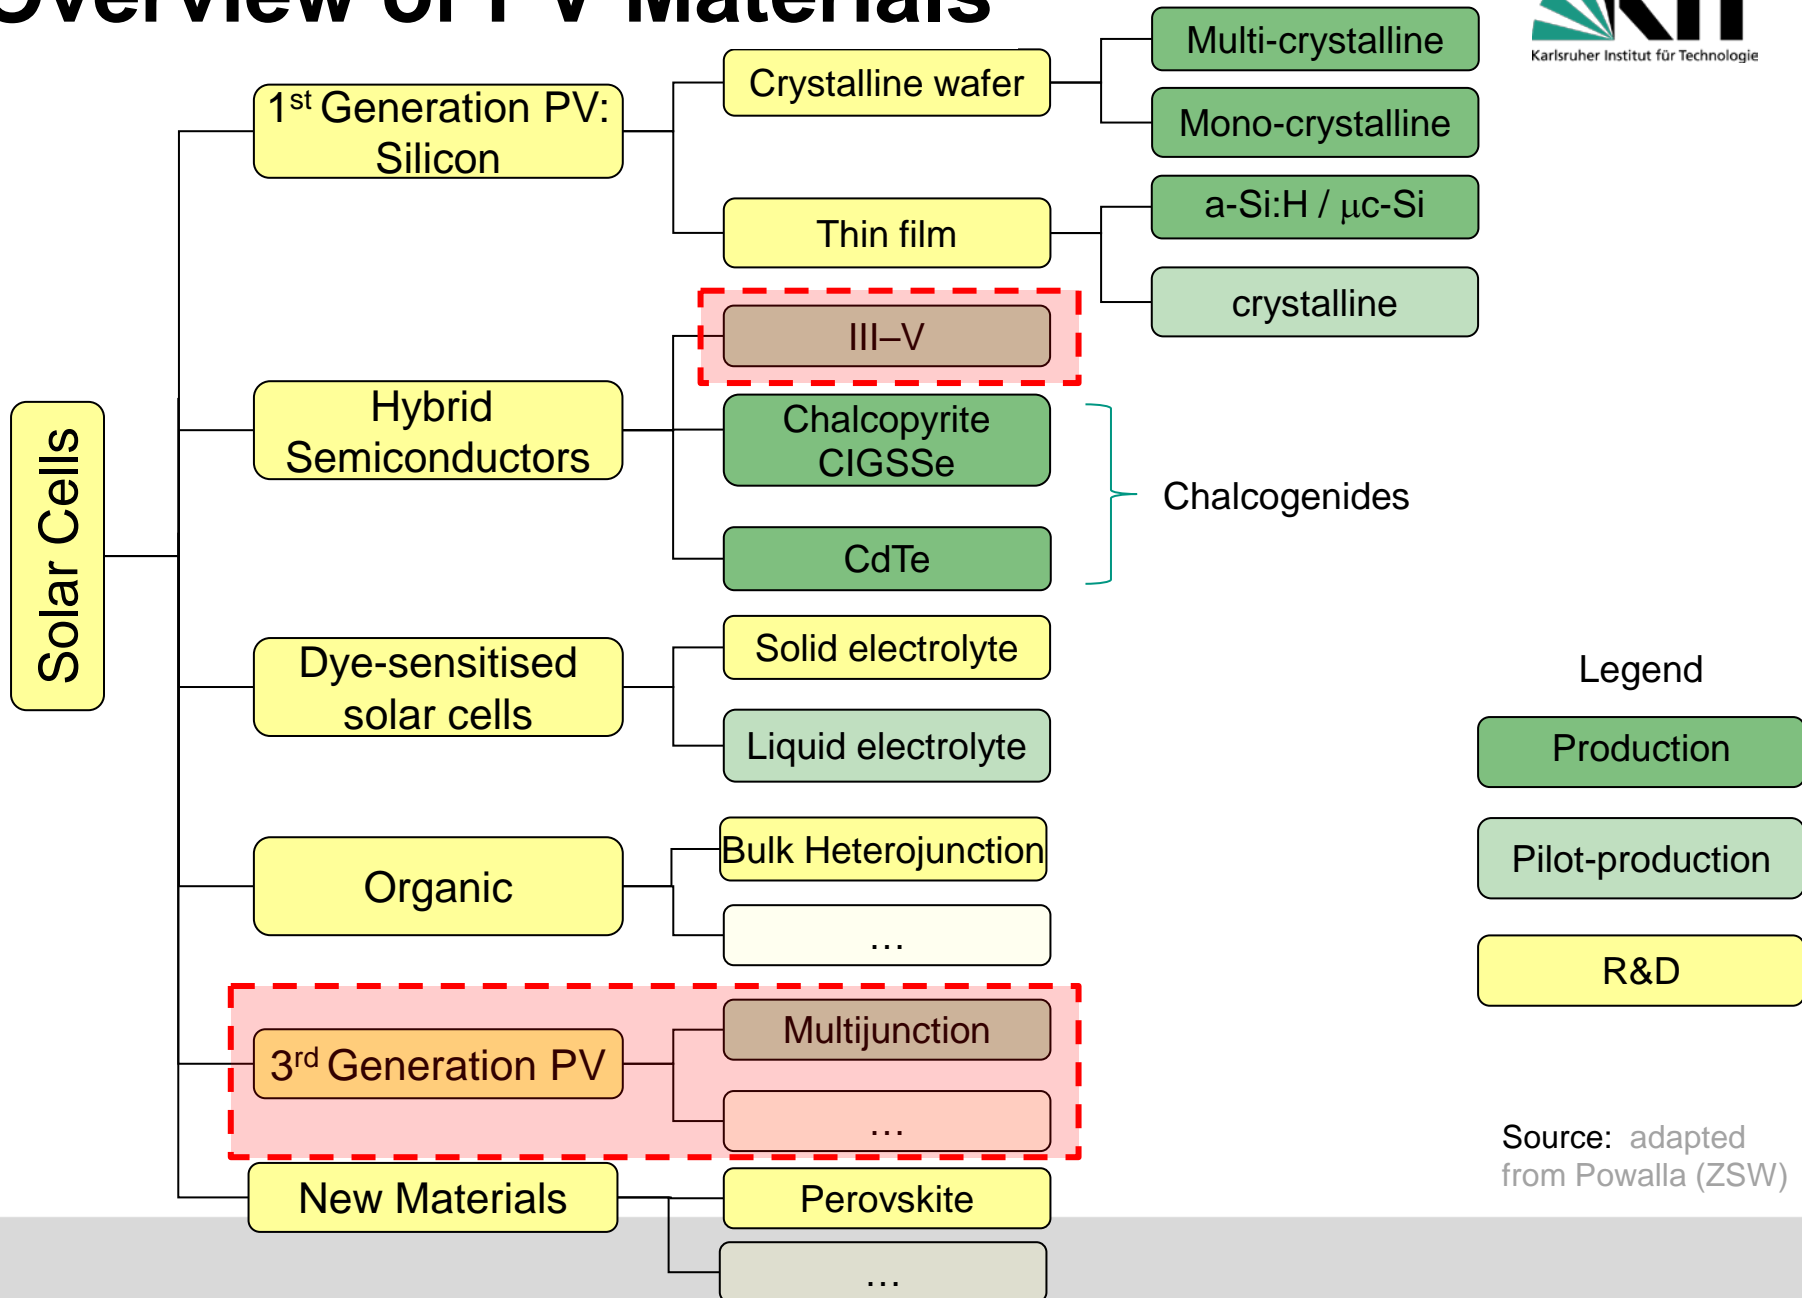 Overview of PV Materials
KIT
Karlsruher Institut für Technologie
Solar Cells
1st Generation PV:
Silicon
Crystalline wafer
Multi-crystalline
Mono-crystalline
Thin film
a-Si:H / µc-Si
crystalline
Hybrid
Semiconductors
III–V
Chalcopyrite
CIGSSe
CdTe
Chalcogenides
Dye-sensitised
solar cells
Solid electrolyte
Liquid electrolyte
Organic
Bulk Heterojunction
…
3rd Generation PV
Multijunction
…
New Materials
Perovskite
…
Legend
Production
Pilot-production
R&D
Source: adapted
from Powalla (ZSW)